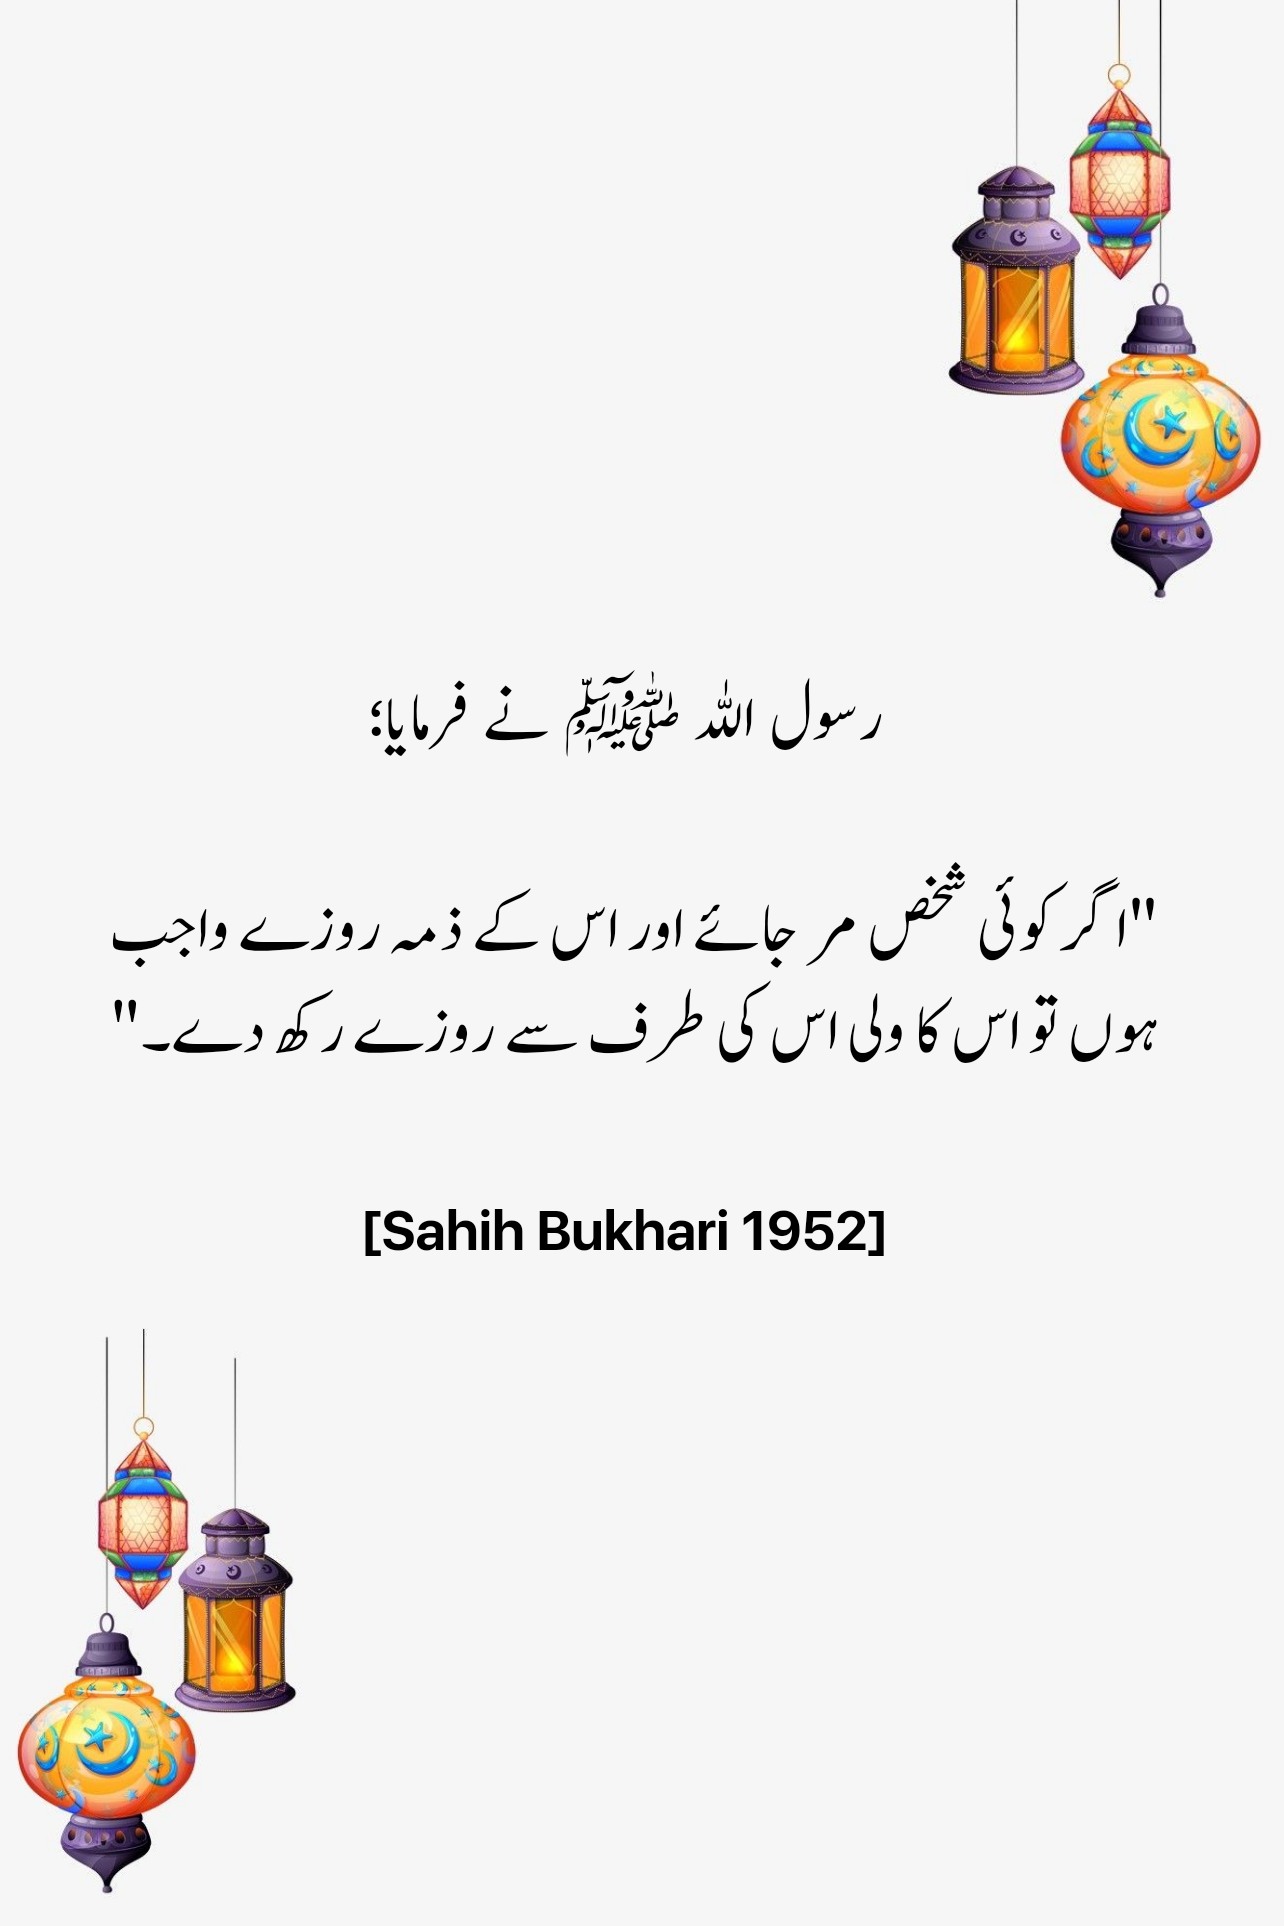 رسول اللہ ﷺ نے فرمایا؛
"اگر کوئی شخص مر جائے اور اس کے ذمہ روزے واجب
ہوں تو اس کا ولی اس کی طرف سے روزے رکھ دے۔"
[Sahih Bukhari 1952]